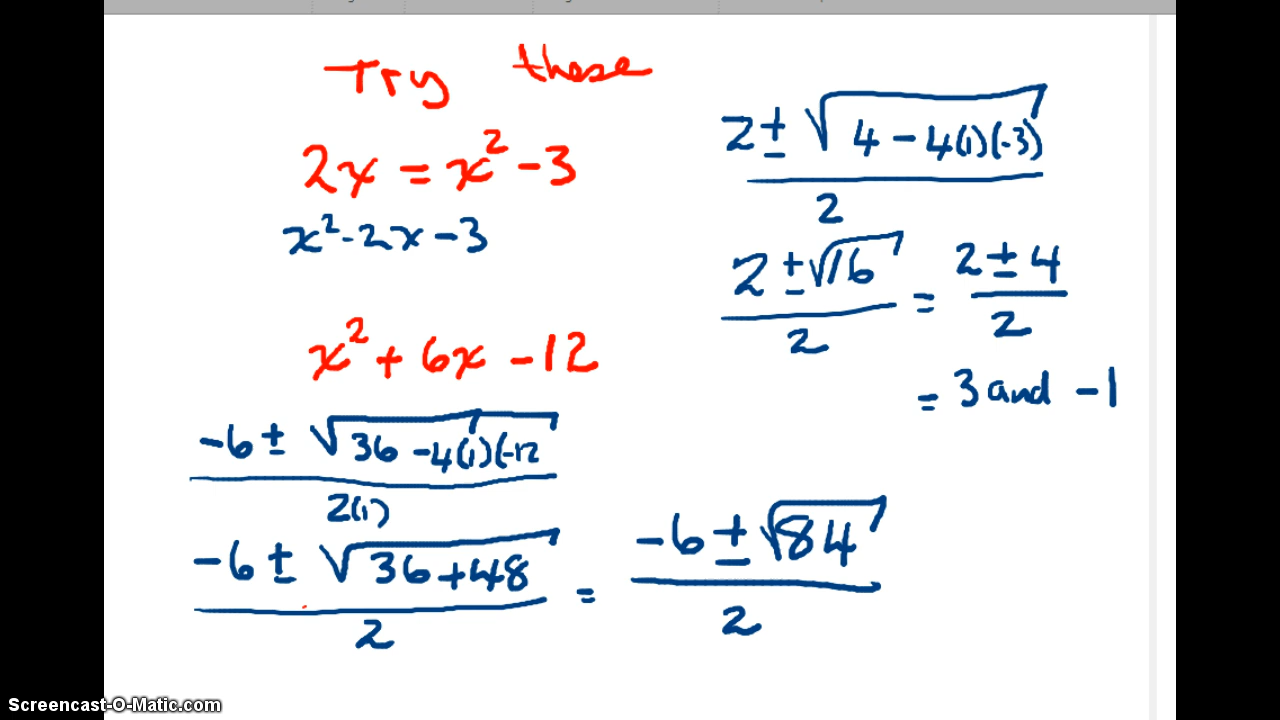 Try these
2x = x² - 3
x² - 2x - 3
2 ± √4 - 4(1)(-3)
2
2 ± √16 = 2 ± 4
2 2
= 3 and -1
x² + 6x - 12
-6 ± √36 - 4(1)(-12
2(1)
-6 ± √36 + 48 = -6 ± √84
2 2
Screencast-O-Matic.com